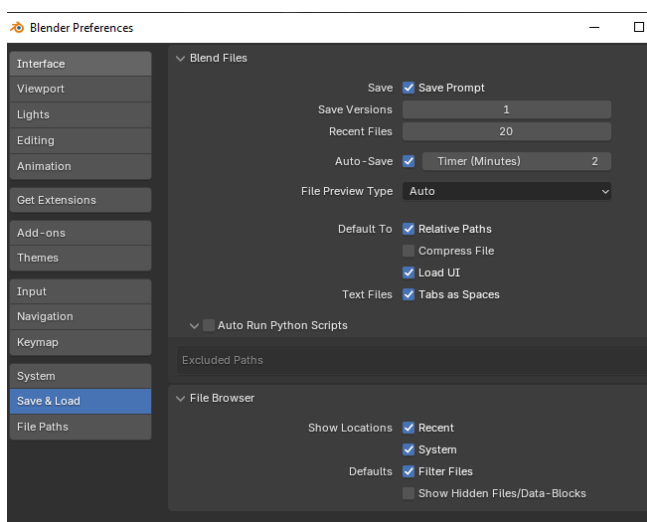 Blender Preferences
Interface
Viewport
Lights
Editing
Animation
Get Extensions
Add-ons
Themes
Input
Navigation
Keymap
System
Save & Load
File Paths
Blend Files
Save Save Prompt
Save Versions 1
Recent Files 20
Auto-Save Timer (Minutes) 2
File Preview Type Auto
Default To Relative Paths
Compress File
Load UI
Text Files Tabs as Spaces
Auto Run Python Scripts
Excluded Paths
File Browser
Show Locations Recent
System
Defaults Filter Files
Show Hidden Files/Data-Blocks